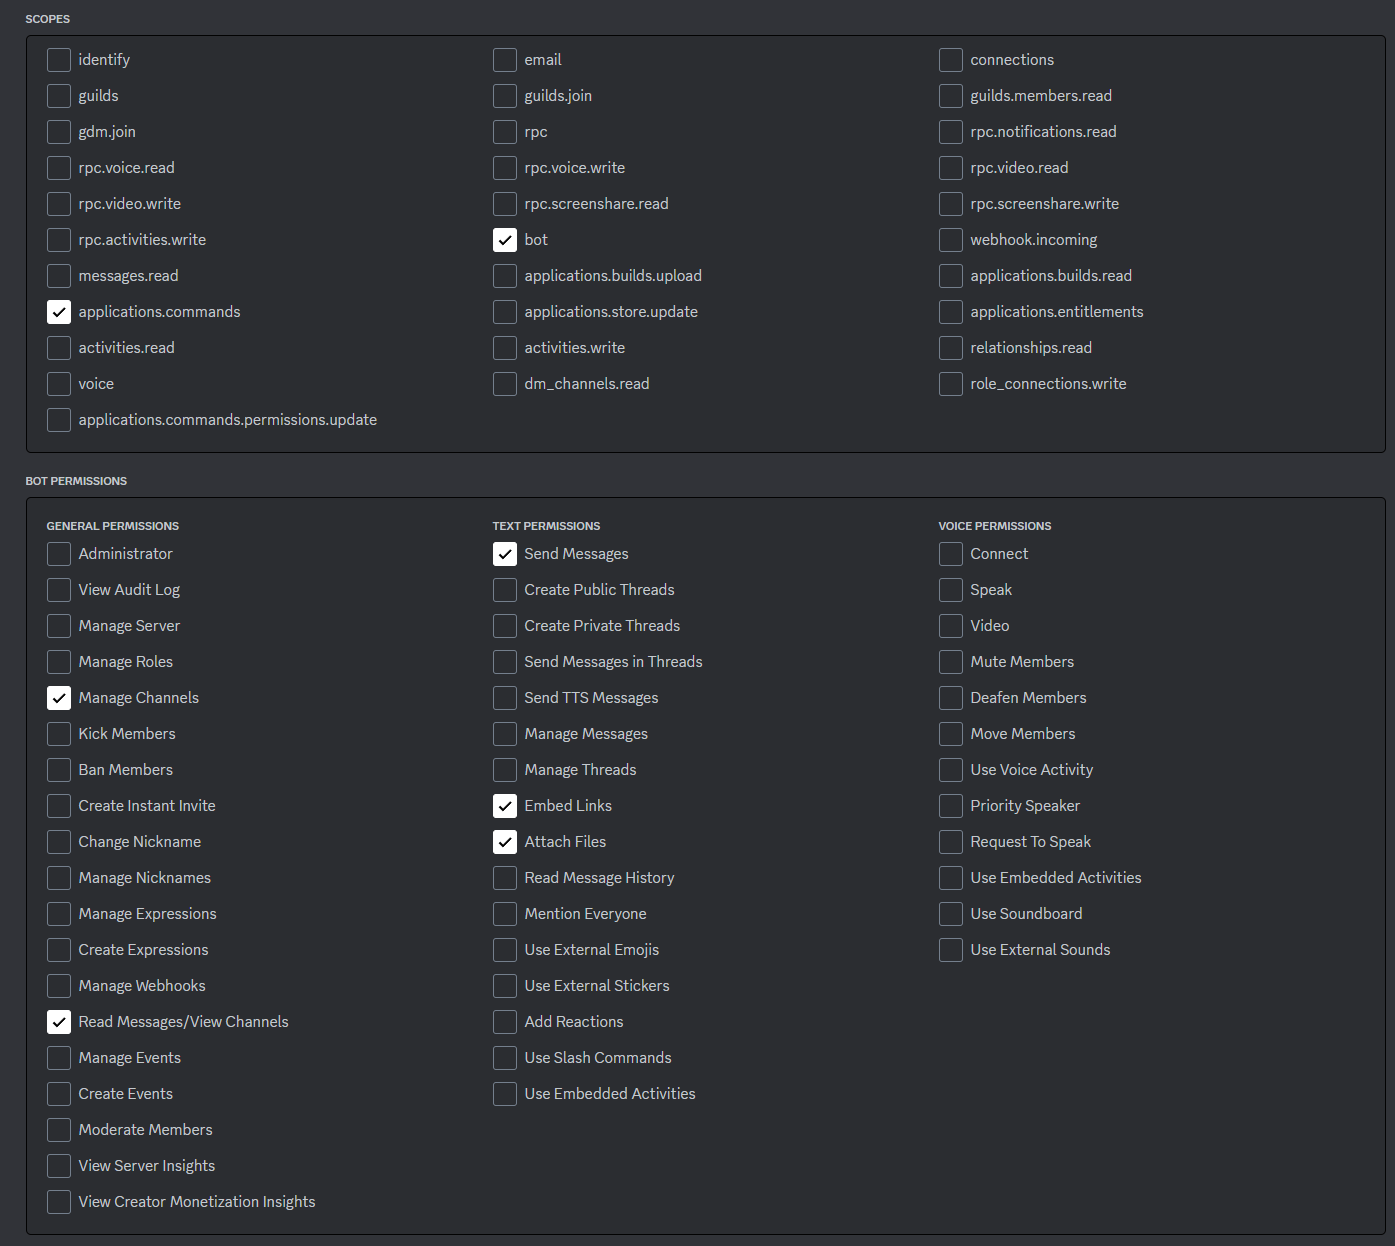 SCOPES
identify
email
connections
guilds
guilds.join
guilds.members.read
gdm.join
rpc
rpc.notifications.read
rpc.voice.read
rpc.voice.write
rpc.video.read
rpc.video.write
rpc.screenshare.read
rpc.screenshare.write
rpc.activities.write
bot
webhook.incoming
messages.read
applications.builds.upload
applications.builds.read
applications.commands
applications.store.update
applications.entitlements
activities.read
activities.write
relationships.read
voice
dm_channels.read
role_connections.write
applications.commands.permissions.update
BOT PERMISSIONS
GENERAL PERMISSIONS
Administrator
View Audit Log
Manage Server
Manage Roles
Manage Channels
Kick Members
Ban Members
Create Instant Invite
Change Nickname
Manage Nicknames
Manage Expressions
Create Expressions
Manage Webhooks
Read Messages/View Channels
Manage Events
Create Events
Moderate Members
View Server Insights
View Creator Monetization Insights
TEXT PERMISSIONS
Send Messages
Create Public Threads
Create Private Threads
Send Messages in Threads
Send TTS Messages
Manage Messages
Manage Threads
Embed Links
Attach Files
Read Message History
Mention Everyone
Use External Emojis
Use External Stickers
Add Reactions
Use Slash Commands
Use Embedded Activities
VOICE PERMISSIONS
Connect
Speak
Video
Mute Members
Deafen Members
Move Members
Use Voice Activity
Priority Speaker
Request To Speak
Use Embedded Activities
Use Soundboard
Use External Sounds